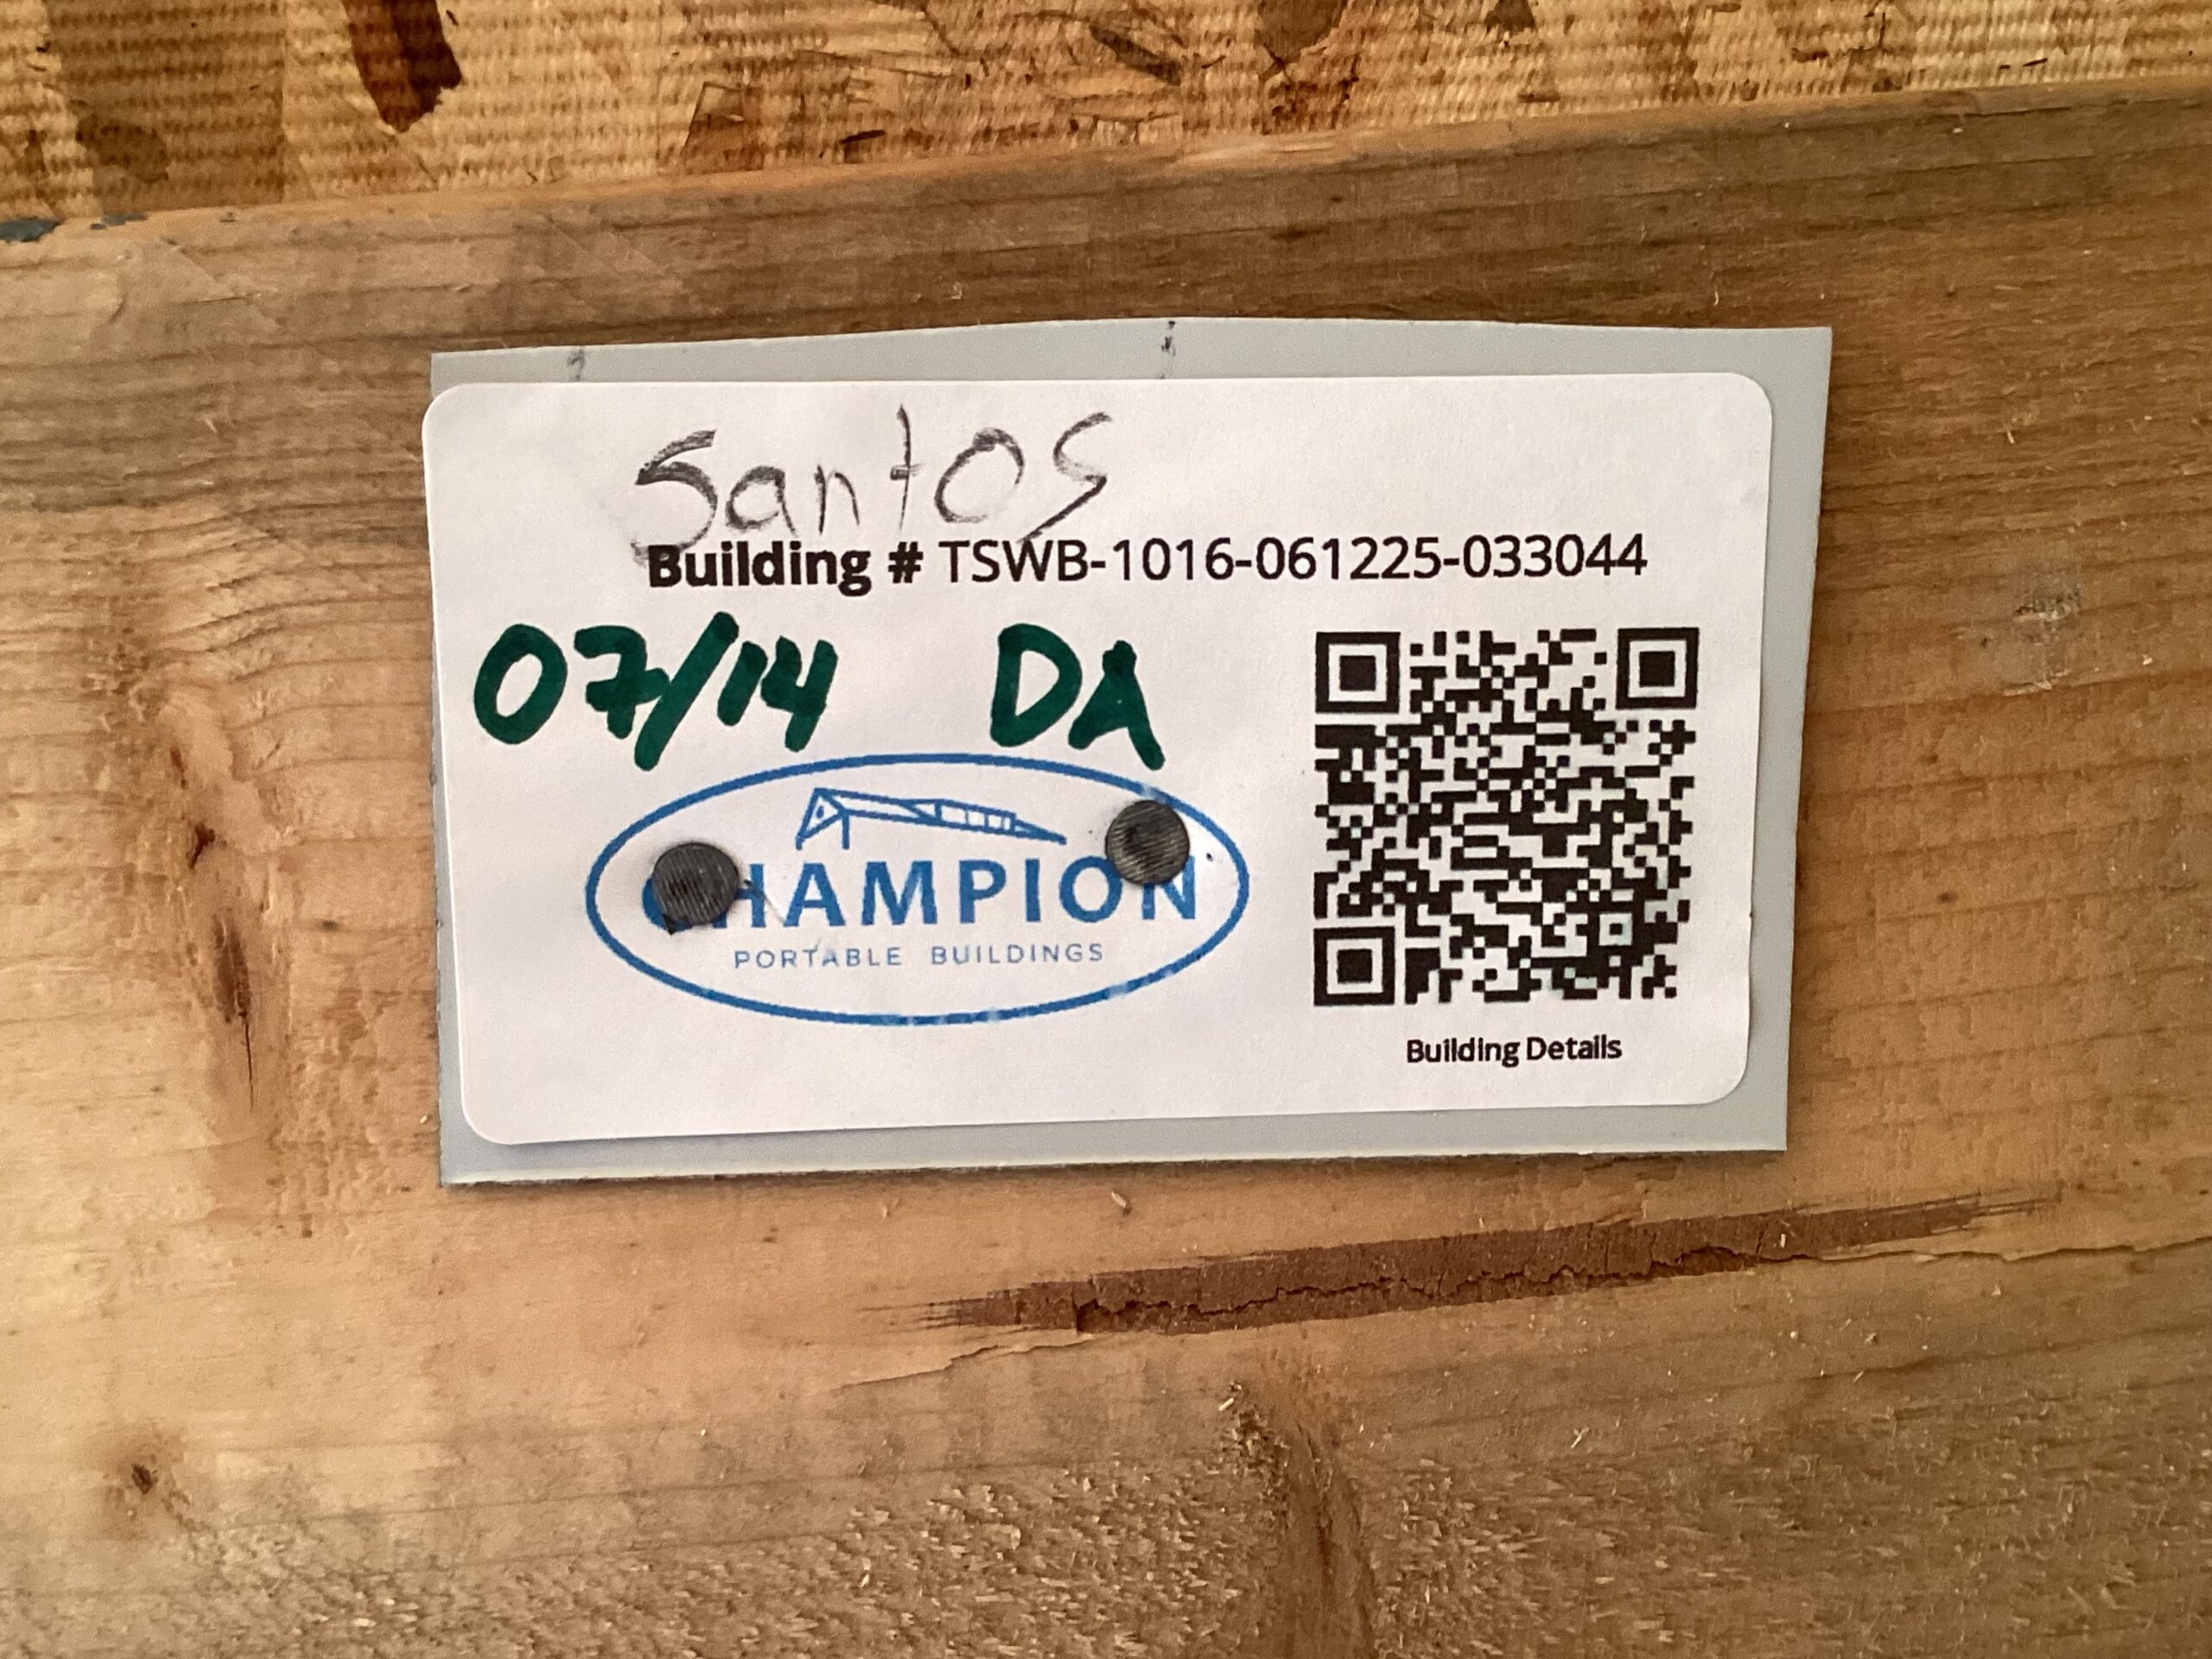 Santos
Building # TSWB-1016-061225-033044
07/14 DA
CHAMPION
PORTABLE BUILDINGS
Building Details